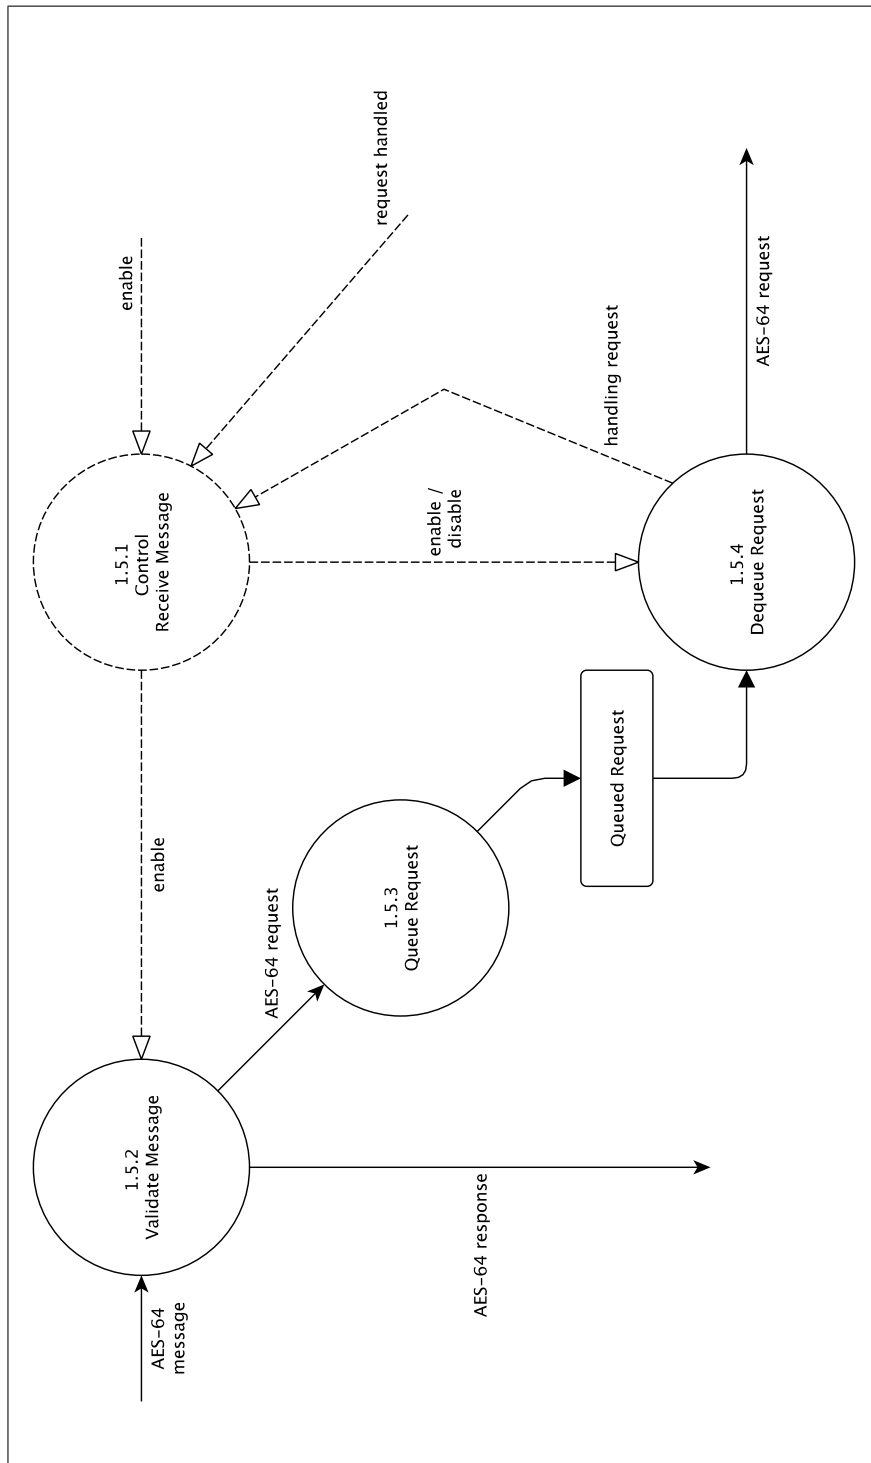 AES-64
message
1.5.2
Validate Message
AES-64 response
enable
AES-64 request
1.5.3
Queue Request
Queued Request
1.5.1
Control
Receive Message
enable /
disable
1.5.4
Dequeue Request
enable
request handled
handling request
AES-64 request